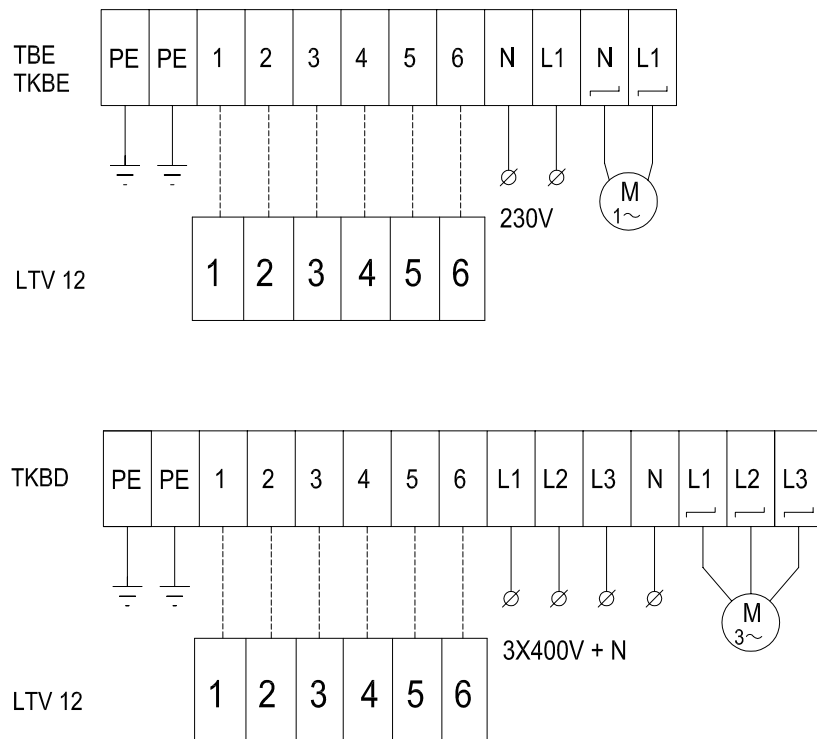 TBE
TKBE
PE PE 1 2 3 4 5 6 N L1 N L1
M
1~
230V
LTV 12
1 2 3 4 5 6
TKBD
PE PE 1 2 3 4 5 6 L1 L2 L3 N L1 L2 L3
M
3~
3X400V + N
LTV 12
1 2 3 4 5 6